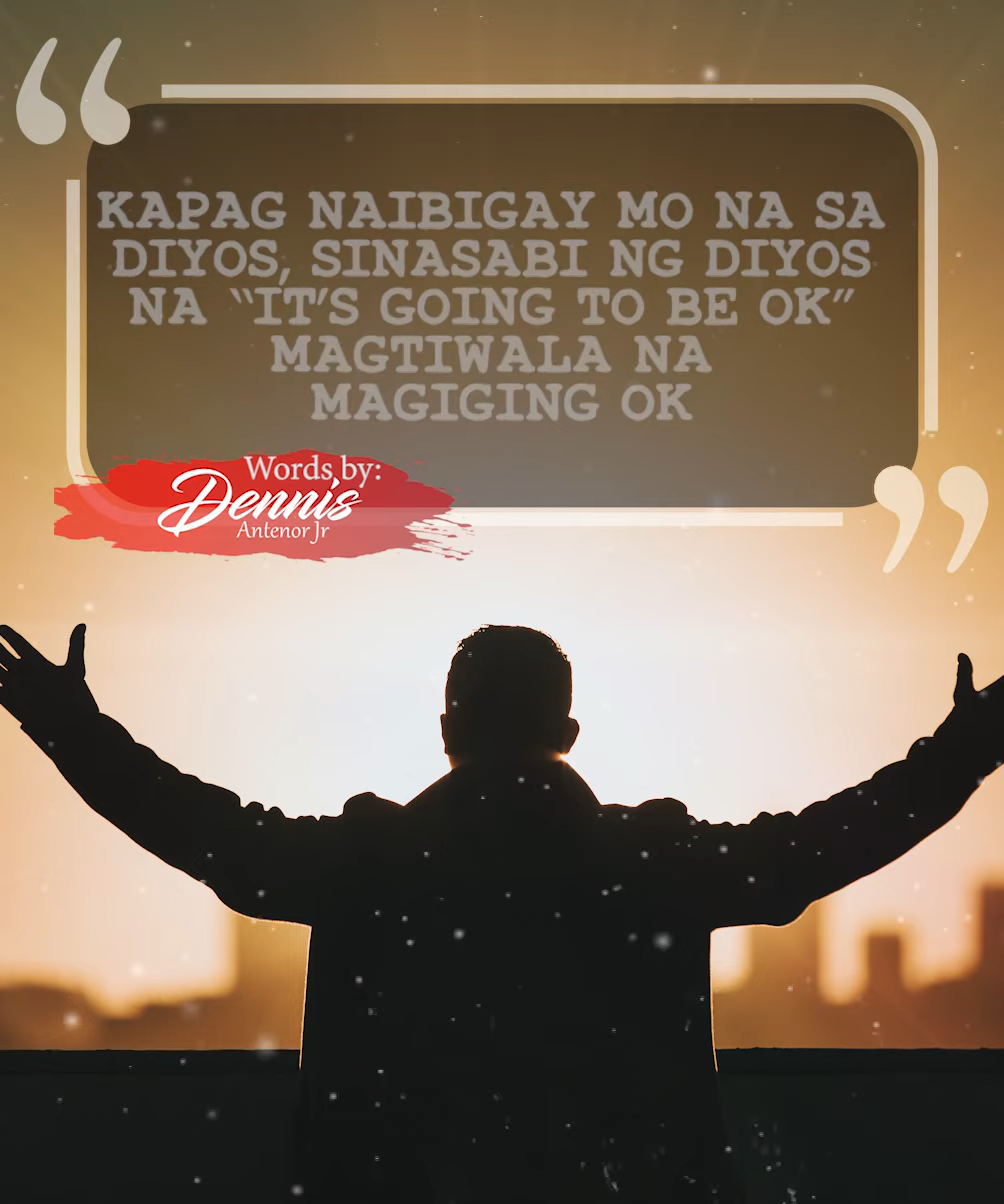 KAPAG NAIBIGAY MO NA SA
DIYOS, SINASABI NG DIYOS
NA “IT’S GOING TO BE OK”
MAGTIWALA NA
MAGIGING OK
Words by:
Dennis
Antenor Jr